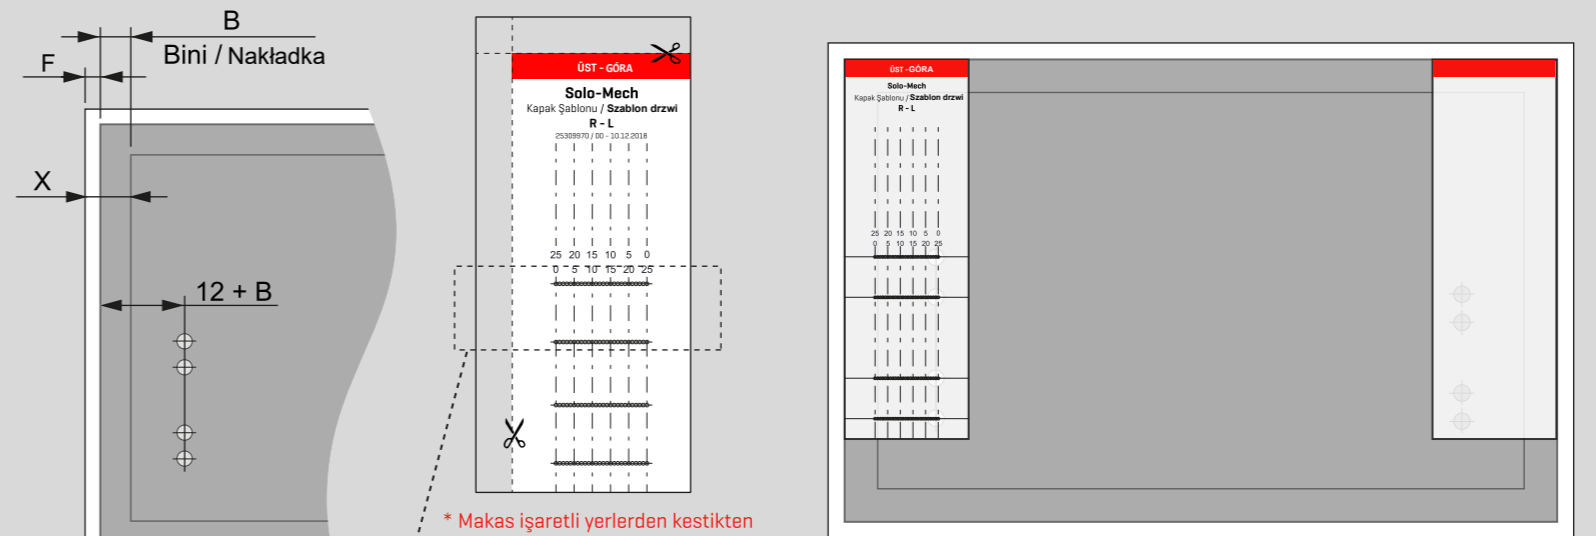 B
Bini / Nakładka
F
X
12 + B
ÜST - GÓRA
Solo-Mech
Kapak Şablonu / Szablon drzwi
R - L
25309970 / 00 - 10.12.2018
25 20 15 10 5 0
0 5 10 15 20 25
* Makas işaretli yerlerden kestikten
ÜST -GÓRA
Solo-Mech
Kapak Şablonu / Szablon drzwi
R - L
25 20 15 10 5 0
0 5 10 15 20 25